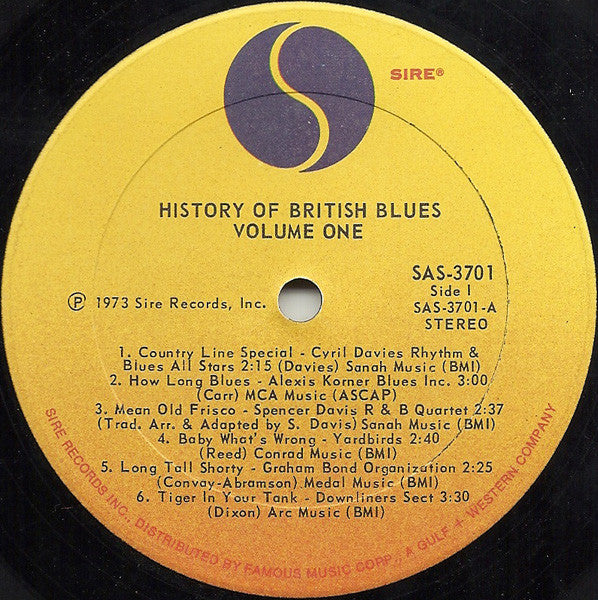 SIRE®
HISTORY OF BRITISH BLUES
VOLUME ONE
SAS-3701
Side I
SAS-3701-A
STEREO
℗ 1973 Sire Records, Inc.
1. Country Line Special - Cyril Davies Rhythm &
Blues All Stars 2:15 (Davies) Sanah Music (BMI)
2. How Long Blues - Alexis Korner Blues Inc. 3:00
(Carr) MCA Music (ASCAP)
3. Mean Old Frisco - Spencer Davis R & B Quartet 2:37
(Trad. Arr. & Adapted by S. Davis) Sanah Music (BMI)
4. Baby What's Wrong - Yardbirds 2:40
(Reed) Conrad Music (BMI)
5. Long Tall Shorty - Graham Bond Organization 2:25
(Convay-Abramson) Medal Music (BMI)
6. Tiger In Your Tank - Downliners Sect 3:30
(Dixon) Arc Music (BMI)
SIRE RECORDS INC., DISTRIBUTED BY FAMOUS MUSIC CORP., A GULF + WESTERN COMPANY